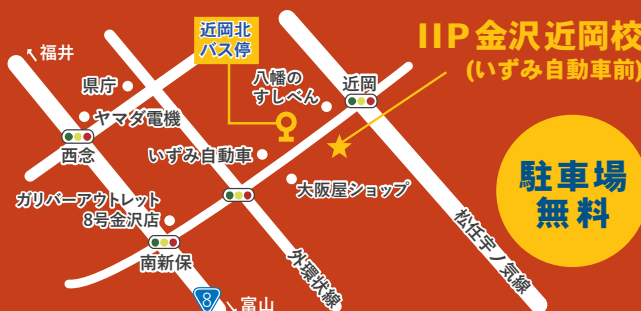 近岡北
バス停
IIP金沢近岡校
(いずみ自動車前)
福井
県庁
八幡の
すしべん
近岡
ヤマダ電機
西念
いずみ自動車
ガリバーアウトレット
8号金沢店
大阪屋ショップ
駐車場
無料
南新保
外環状線
松任宇ノ気線
8
富山